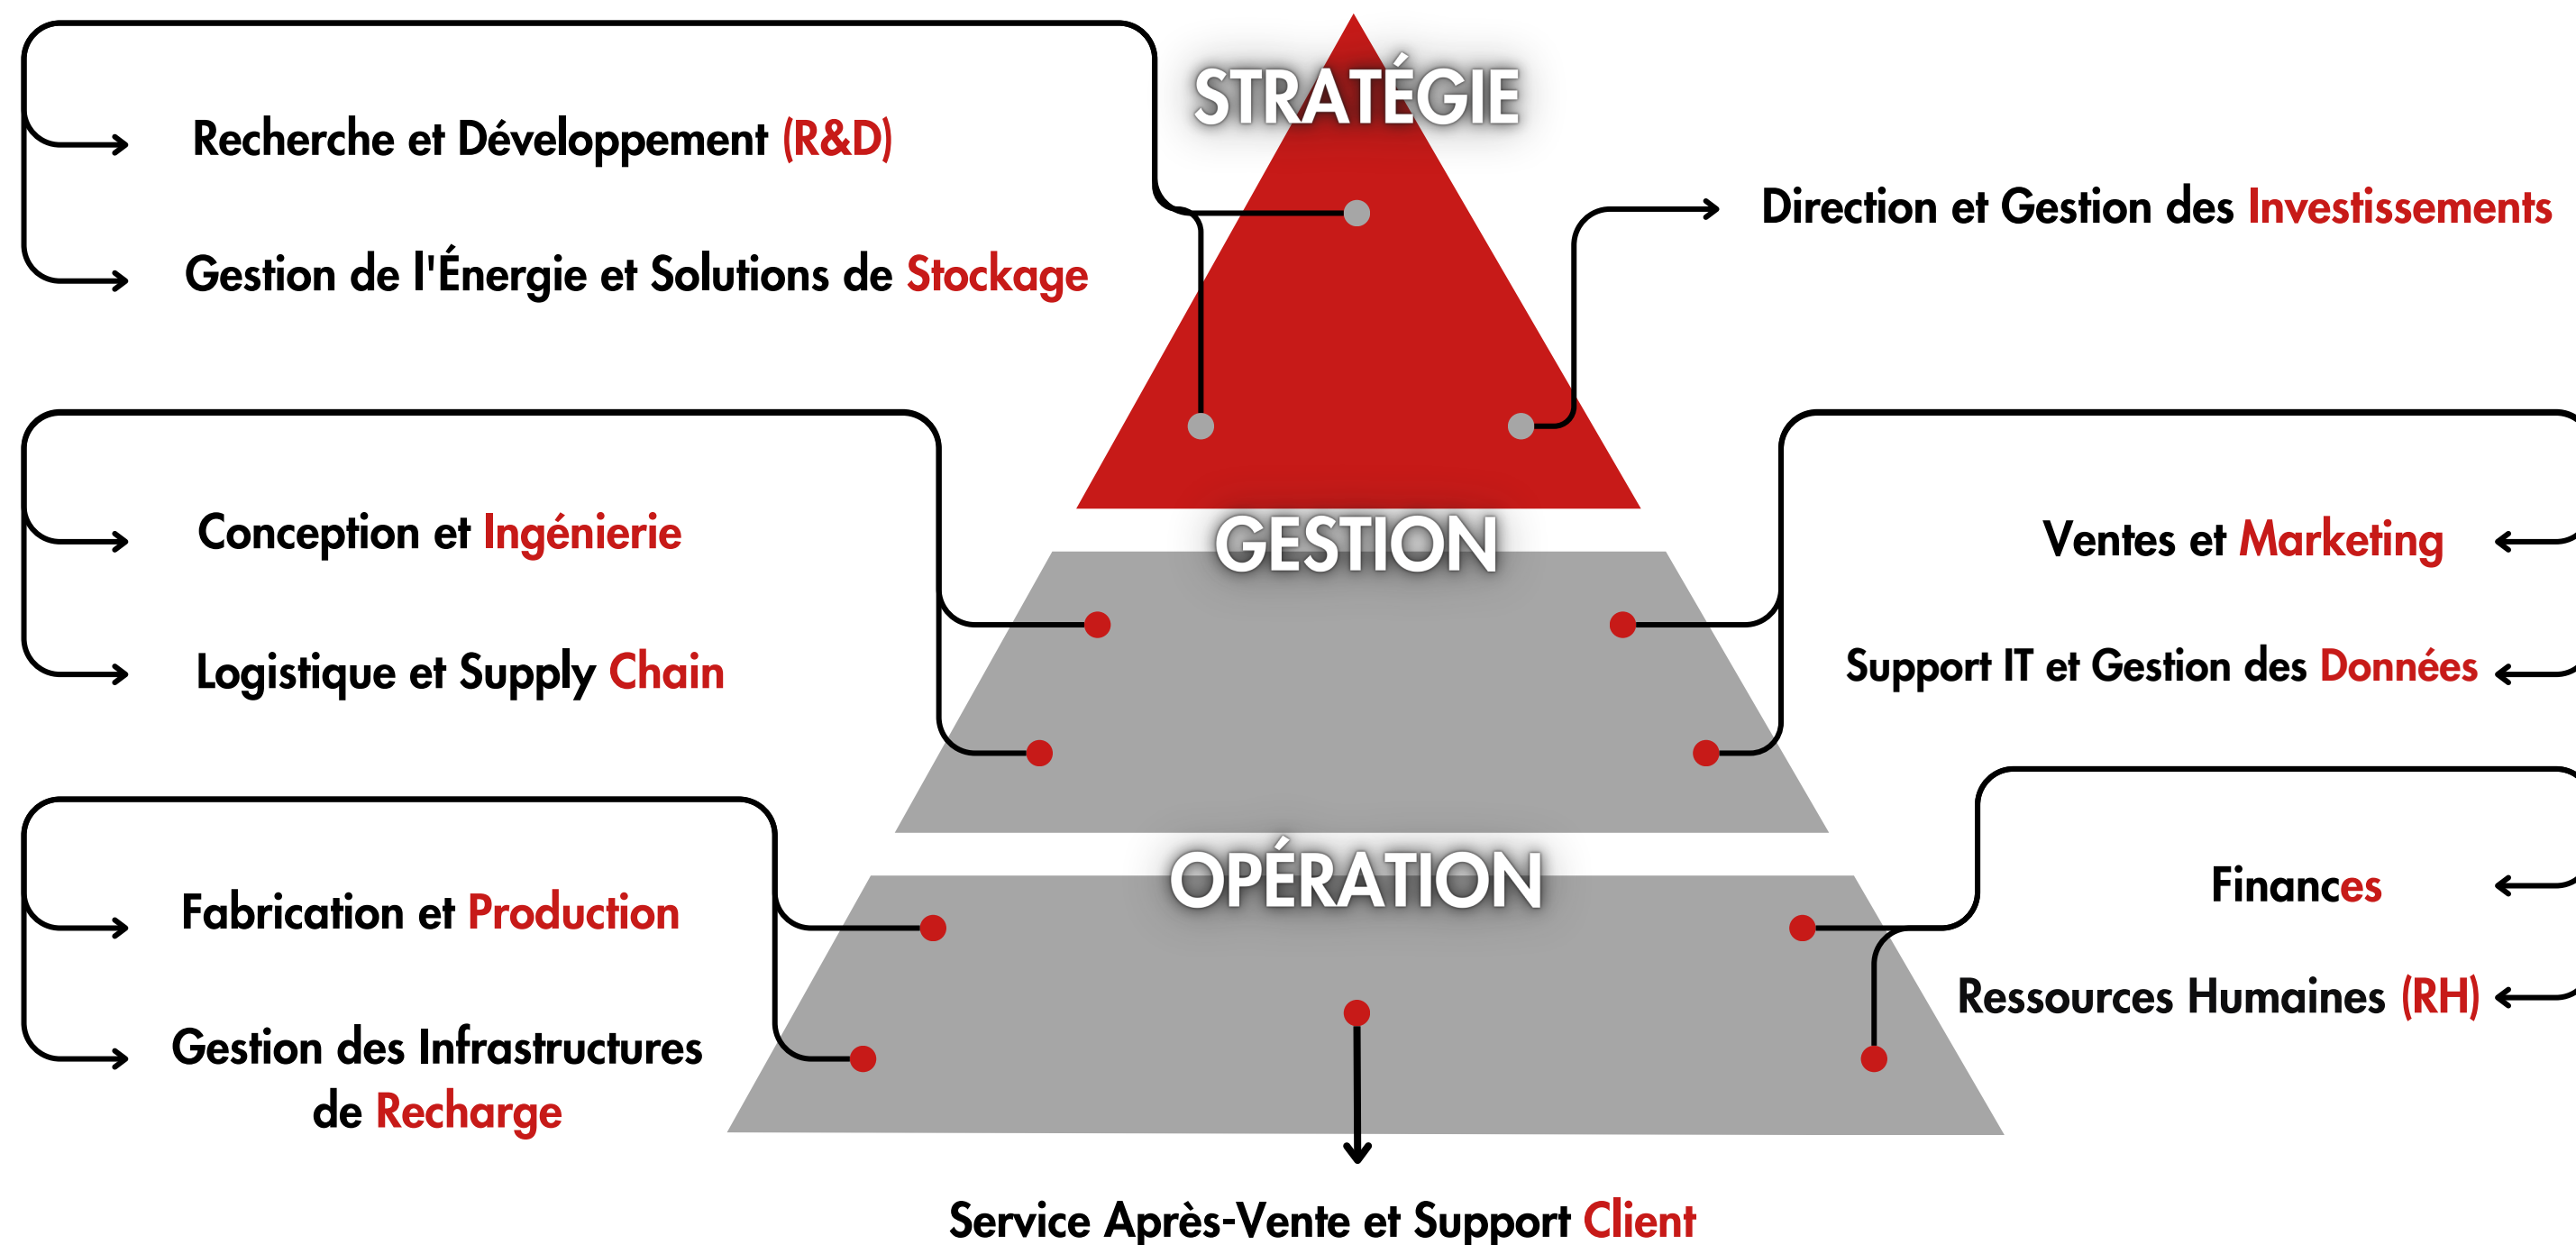 STRATÉGIE
Recherche et Développement (R&D)
Gestion de l'Énergie et Solutions de Stockage
Direction et Gestion des Investissements
GESTION
Conception et Ingénierie
Logistique et Supply Chain
Ventes et Marketing
Support IT et Gestion des Données
OPÉRATION
Fabrication et Production
Gestion des Infrastructures
de Recharge
Finances
Ressources Humaines (RH)
Service Après-Vente et Support Client